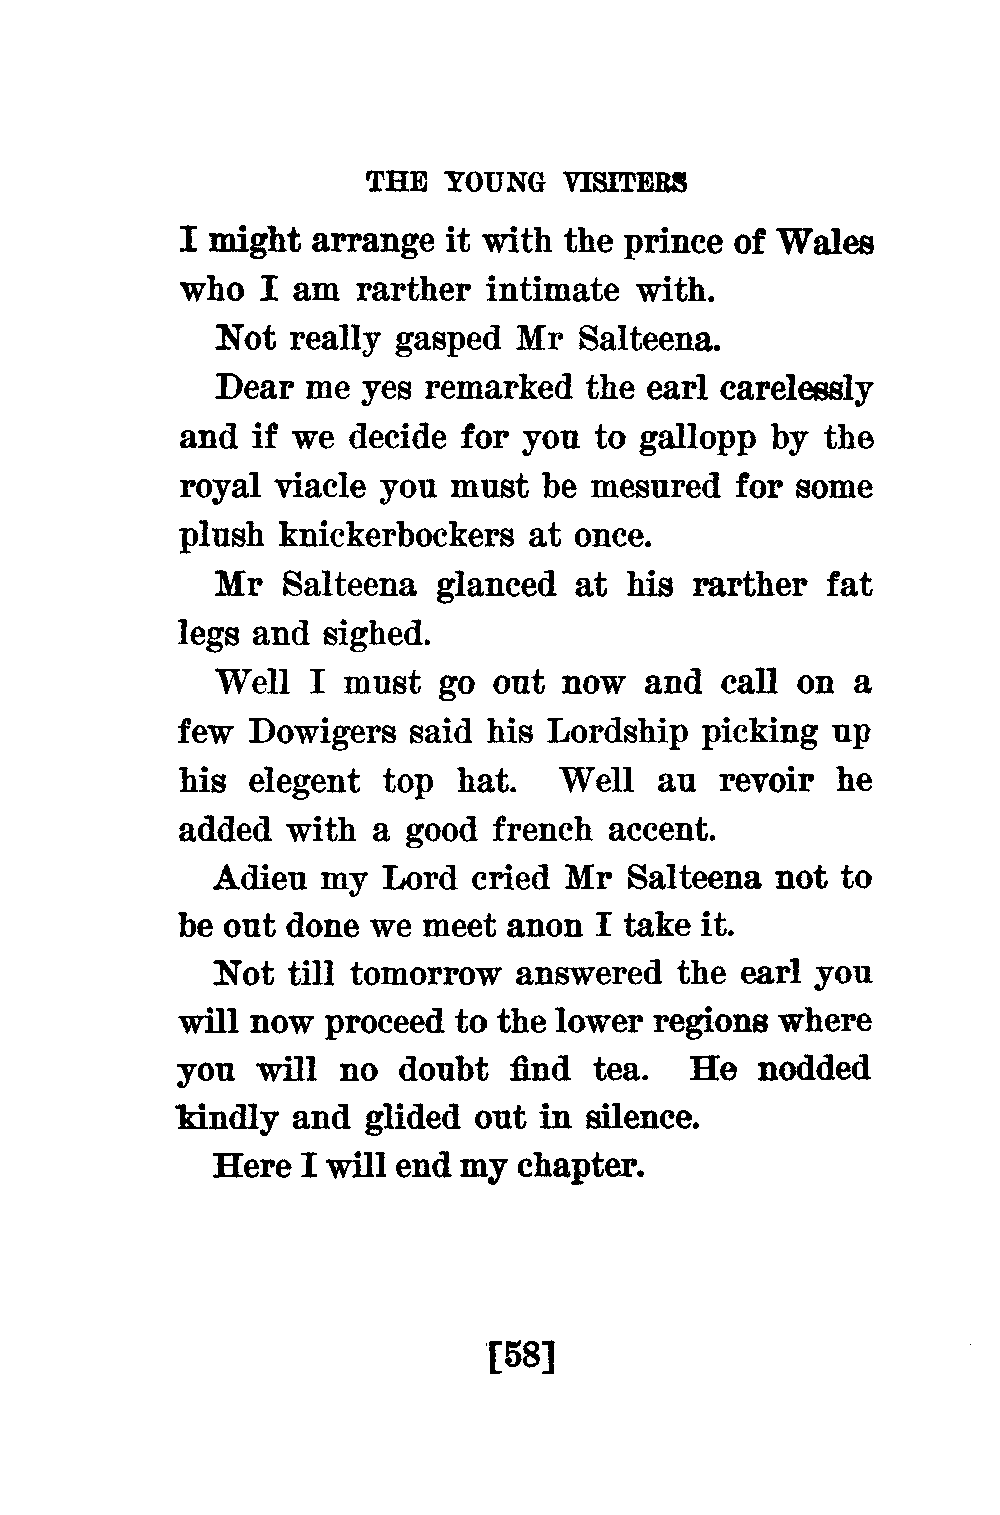 THE YOUNG VISITERS
I might arrange it with the prince of Wales
who I am rarther intimate with.
Not really gasped Mr Salteena.
Dear me yes remarked the earl carelessly
and if we decide for you to gallopp by the
royal viacle you must be mesured for some
plush knickerbockers at once.
Mr Salteena glanced at his rarther fat
legs and sighed.
Well I must go out now and call on a
few Dowigers said his Lordship picking up
his elegent top hat. Well au revoir he
added with a good french accent.
Adieu my Lord cried Mr Salteena not to
be out done we meet anon I take it.
Not till tomorrow answered the earl you
will now proceed to the lower regions where
you will no doubt find tea. He nodded
kindly and glided out in silence.
Here I will end my chapter.
[58]